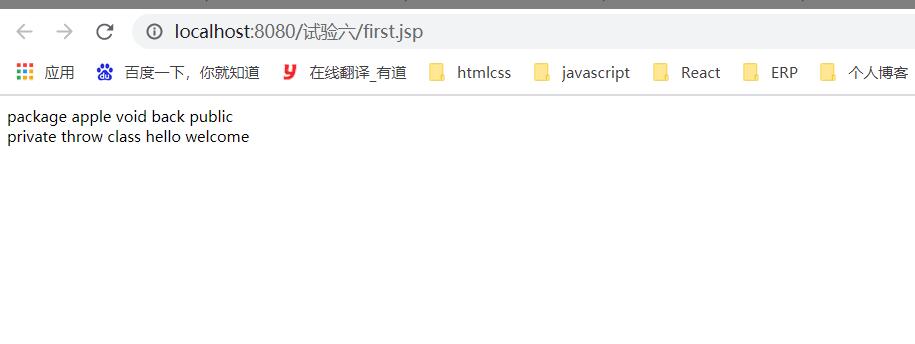 localhost:8080/试验六/first.jsp
应用 百度一下，你就知道 在线翻译_有道 htmlcss javascript React ERP 个人博客
package apple void back public
private throw class hello welcome